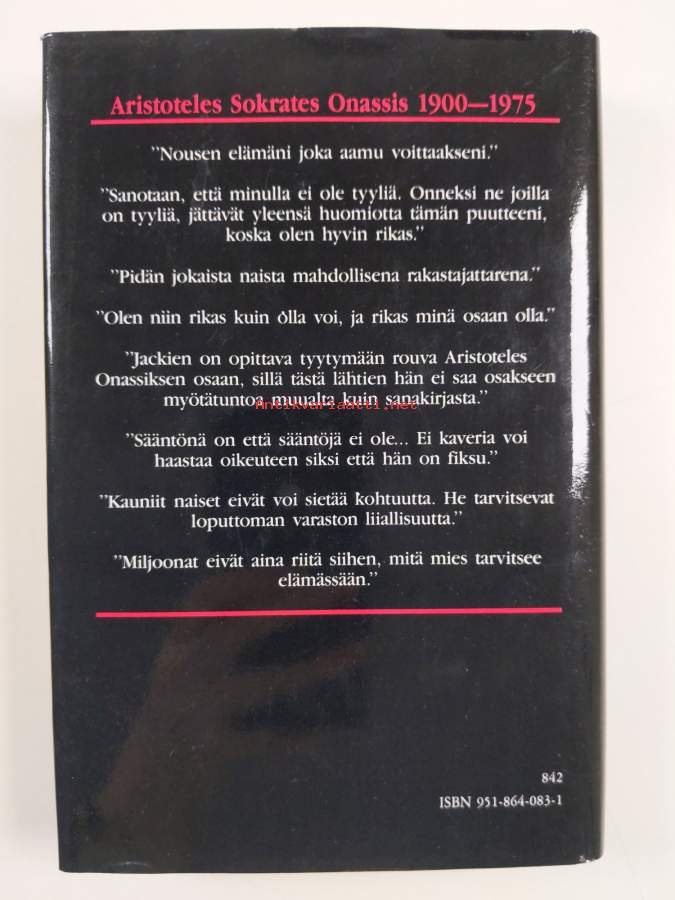 Aristoteles Sokrates Onassis 1900—1975
”Nousen elämäni joka aamu voittaakseni.”
”Sanotaan, että minulla ei ole tyyliä. Onneksi ne joilla
on tyyliä, jättävät yleensä huomiotta tämän puutteeni,
koska olen hyvin rikas.”
”Pidän jokaista naista mahdollisena rakastajattarena.”
”Olen niin rikas kuin olla voi, ja rikas minä osaan olla.”
”Jackien on opittava tyytymään rouva Aristoteles
Onassiksen osaan, sillä tästä lähtien hän ei saa osakseen
myötätuntoa muualta kuin sanakirjasta.”
Antikvariaatti.net
”Sääntönä on että sääntöjä ei ole... Ei kaveria voi
haastaa oikeuteen siksi että hän on fiksu.”
”Kauniit naiset eivät voi sietää kohtuutta. He tarvitsevat
loputtoman varaston liiallisuutta.”
”Miljoonat eivät aina riitä siihen, mitä mies tarvitsee
elämässään.”
842
ISBN 951-864-083-1